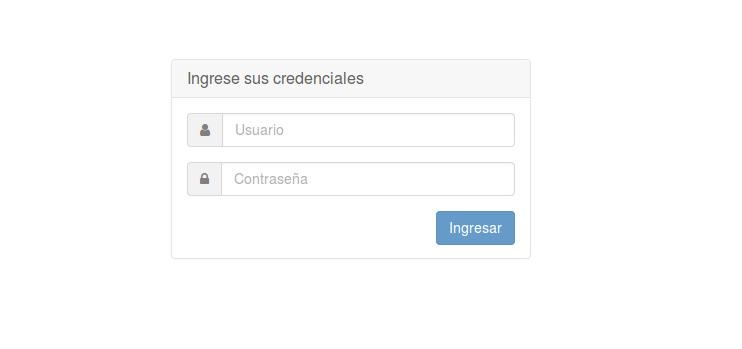 Ingrese sus credenciales
Usuario
Contraseña
Ingresar